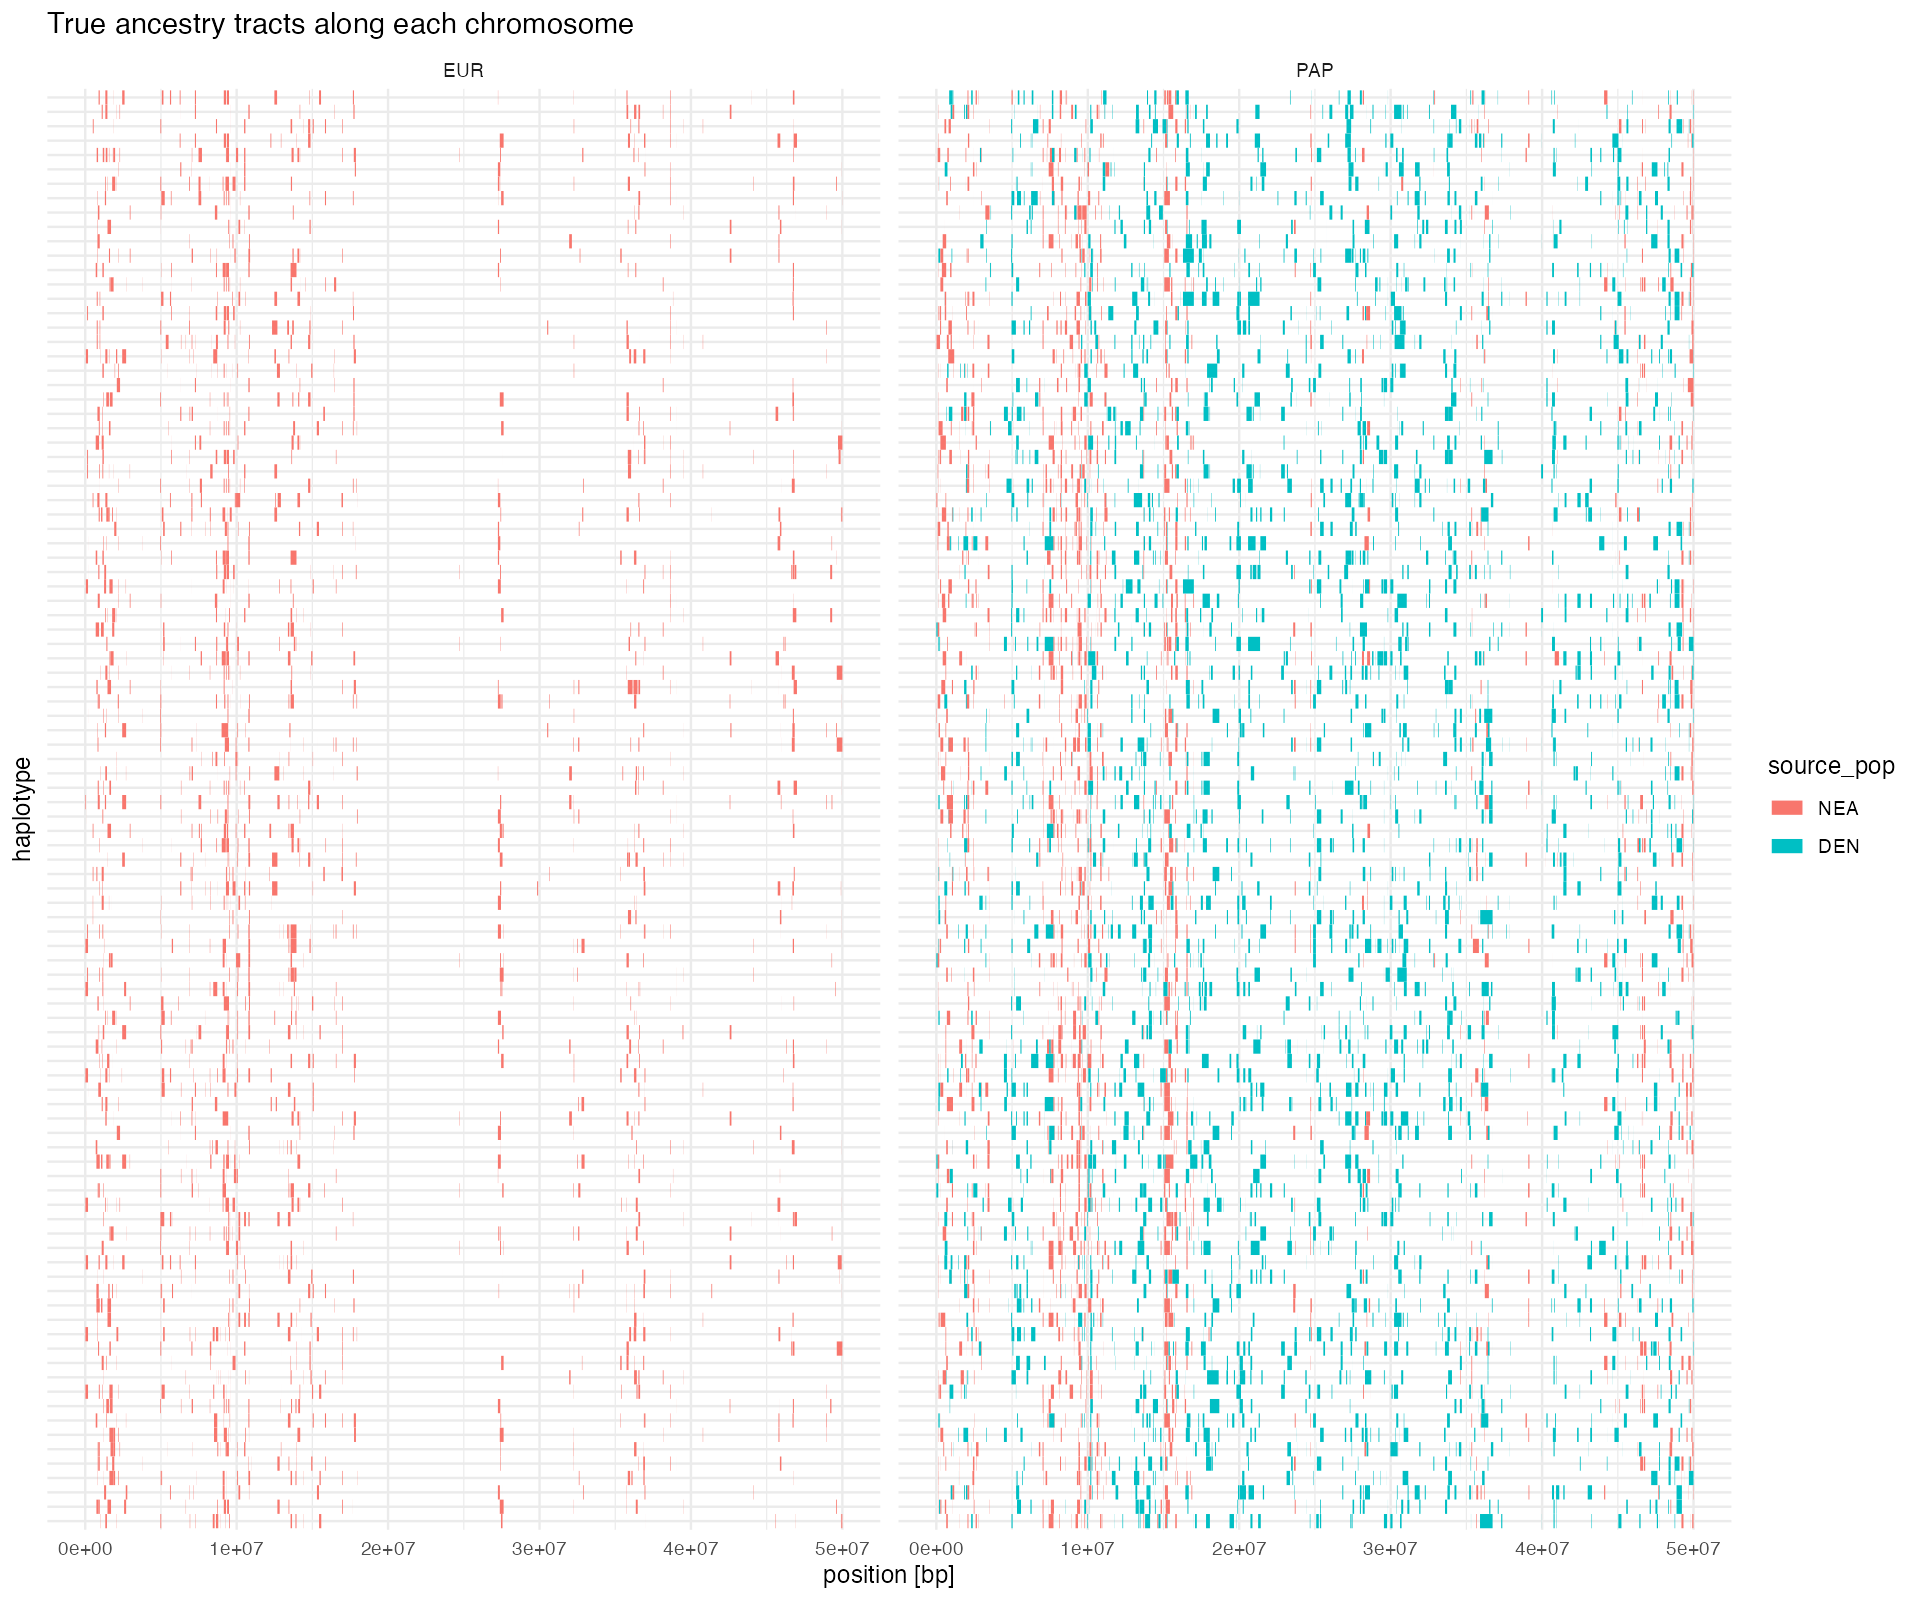 True ancestry tracts along each chromosome
EUR
PAP
haplotype
source_pop
NEA
DEN
0e+00 1e+07 2e+07 3e+07 4e+07 5e+07
0e+00 1e+07 2e+07 3e+07 4e+07 5e+07
position [bp]